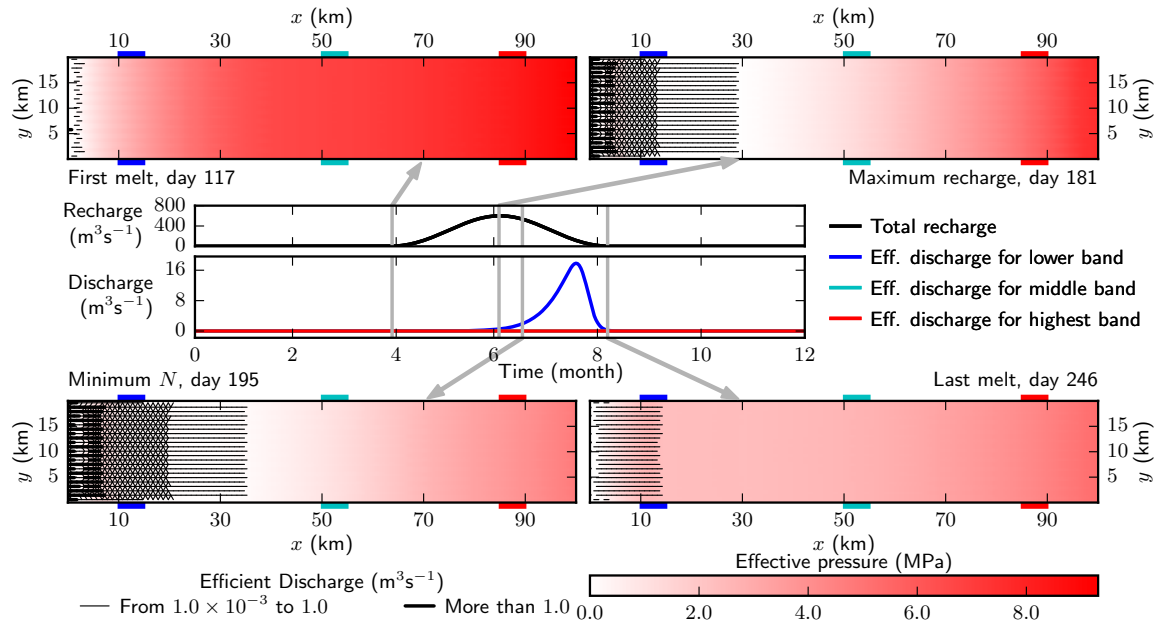 x (km)
x (km)
10 30 50 70 90
10 30 50 70 90
y (km)
15
10
5
15
10
5
y (km)
First melt, day 117
Maximum recharge, day 181
Recharge
(m³s⁻¹)
800
400
0
Discharge
(m³s⁻¹)
16
8
0
0 2 4 6 8 10 12
Time (month)
Total recharge
Eff. discharge for lower band
Eff. discharge for middle band
Eff. discharge for highest band
Minimum N, day 195
Last melt, day 246
y (km)
15
10
5
15
10
5
y (km)
10 30 50 70 90
10 30 50 70 90
x (km)
x (km)
Efficient Discharge (m³s⁻¹)
From 1.0 × 10⁻³ to 1.0
More than 1.0
Effective pressure (MPa)
0.0 2.0 4.0 6.0 8.0